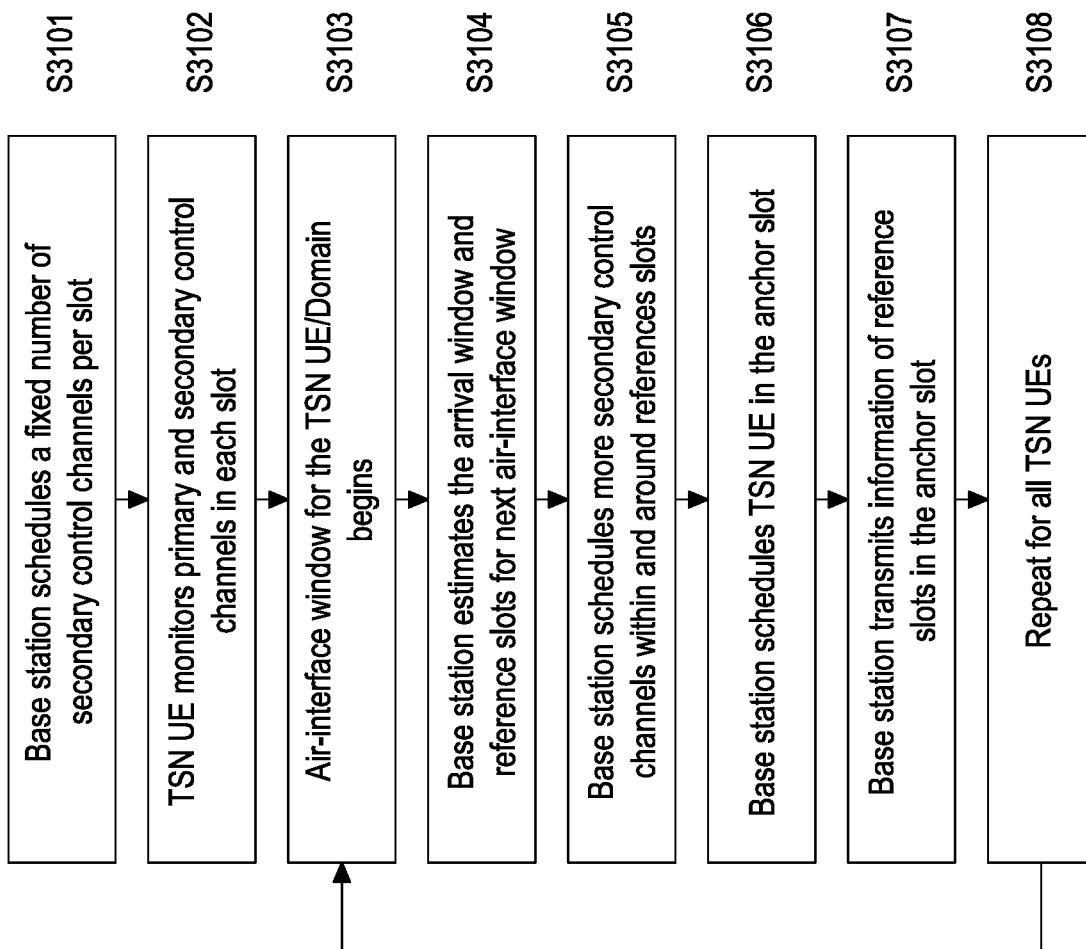 Base station schedules a fixed number of
secondary control channels per slot
S3101
TSN UE monitors primary and secondary control
channels in each slot
S3102
Air-interface window for the TSN UE/Domain
begins
S3103
Base station estimates the arrival window and
reference slots for next air-interface window
S3104
Base station schedules more secondary control
channels within and around references slots
S3105
Base station schedules TSN UE in the anchor slot
S3106
Base station transmits information of reference
slots in the anchor slot
S3107
Repeat for all TSN UEs
S3108